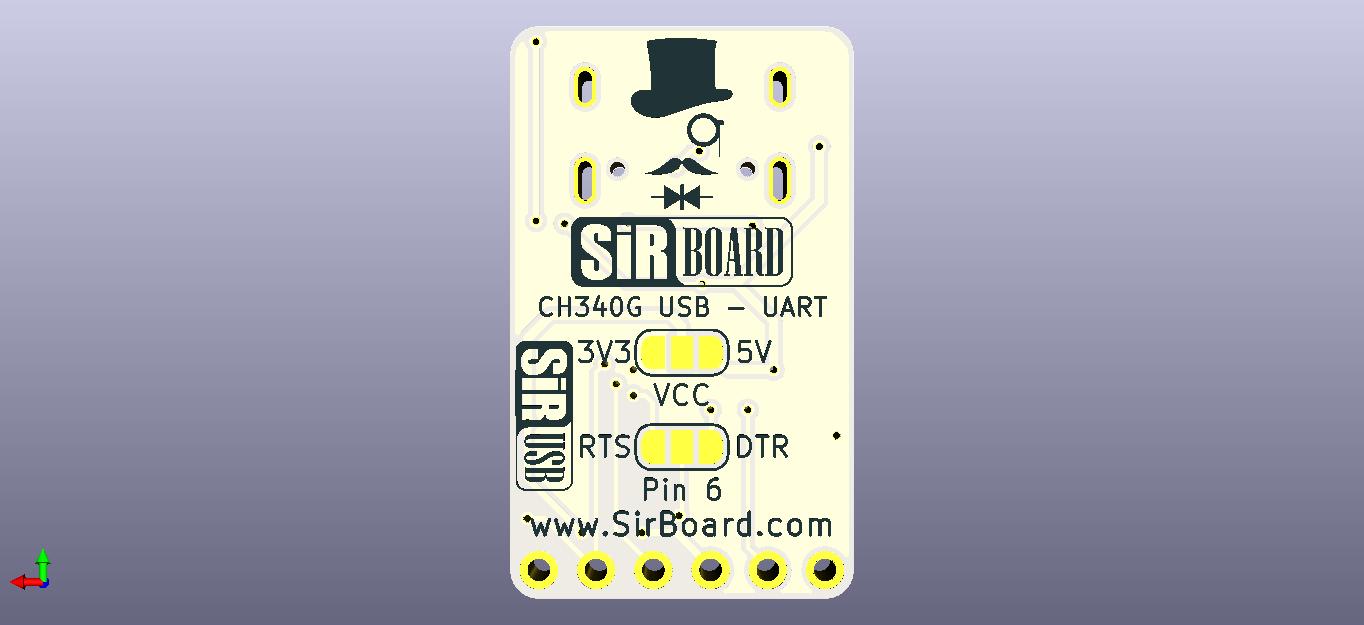 SiR BOARD
CH340G USB - UART
3V3 5V
VCC
SiR USB
RTS DTR
Pin 6
www.SirBoard.com